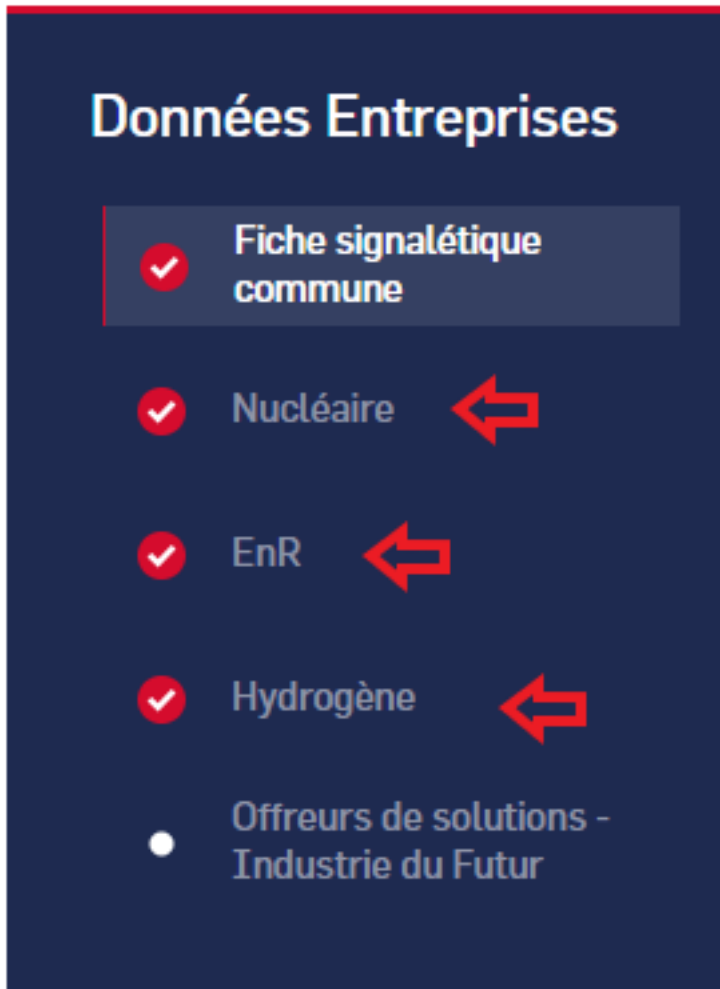 Données Entreprises
Fiche signalétique
commune
Nucléaire
EnR
Hydrogène
Offreurs de solutions -
Industrie du Futur